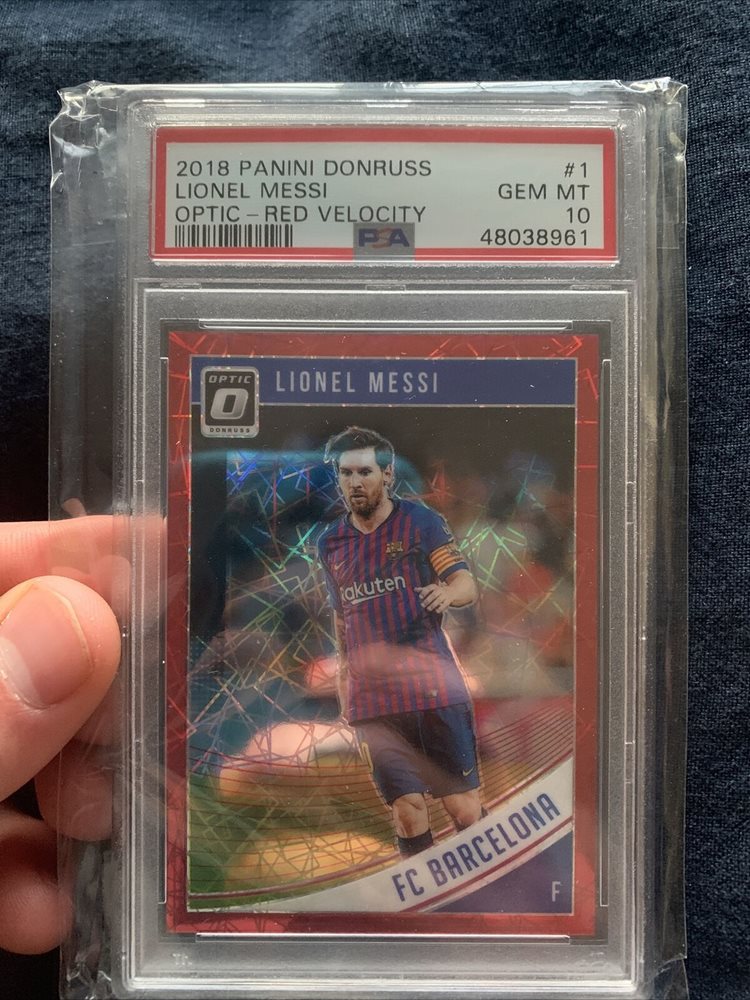 2018 PANINI DONRUSS #1
LIONEL MESSI GEM MT
OPTIC - RED VELOCITY 10
PSA 48038961
OPTIC
O
DONRUSS
LIONEL MESSI
Rakuten
FC BARCELONA
F